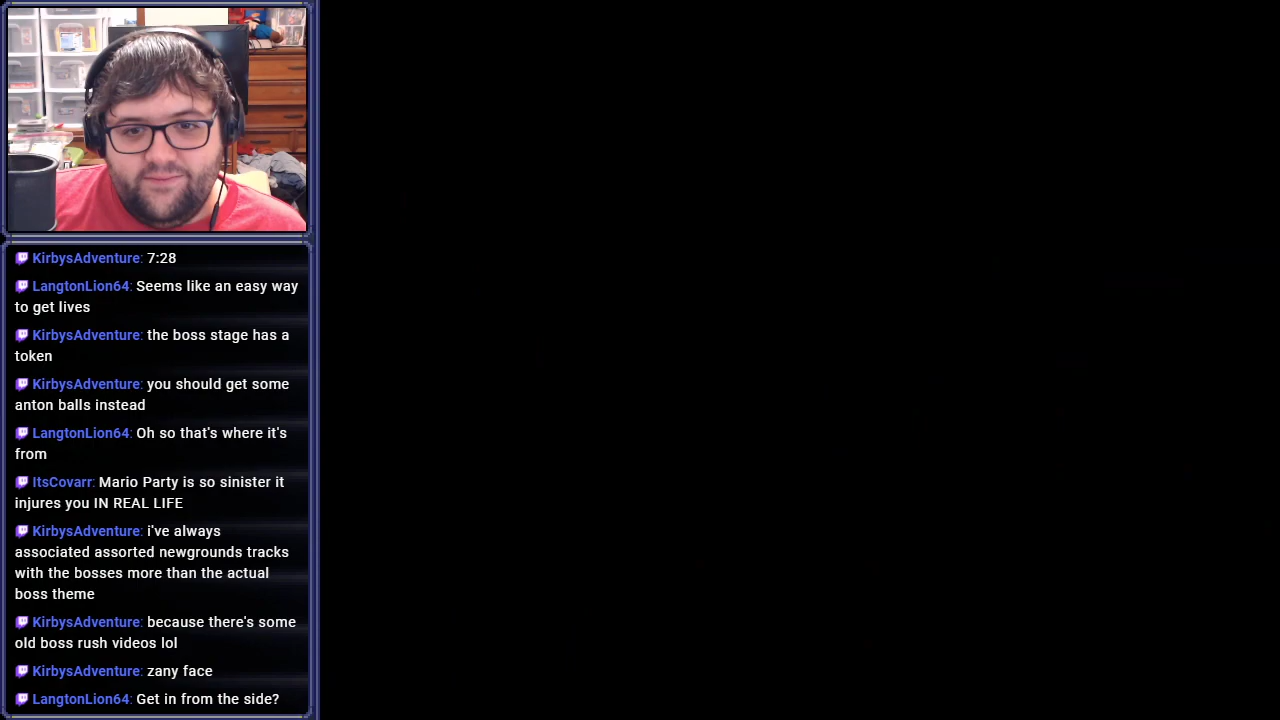 KirbysAdventure: 7:28
LangtonLion64: Seems like an easy way
to get lives
KirbysAdventure: the boss stage has a
token
KirbysAdventure: you should get some
anton balls instead
LangtonLion64: Oh so that's where it's
from
ItsCovarr: Mario Party is so sinister it
injures you IN REAL LIFE
KirbysAdventure: i've always
associated assorted newgrounds tracks
with the bosses more than the actual
boss theme
KirbysAdventure: because there's some
old boss rush videos lol
KirbysAdventure: zany face
LangtonLion64: Get in from the side?